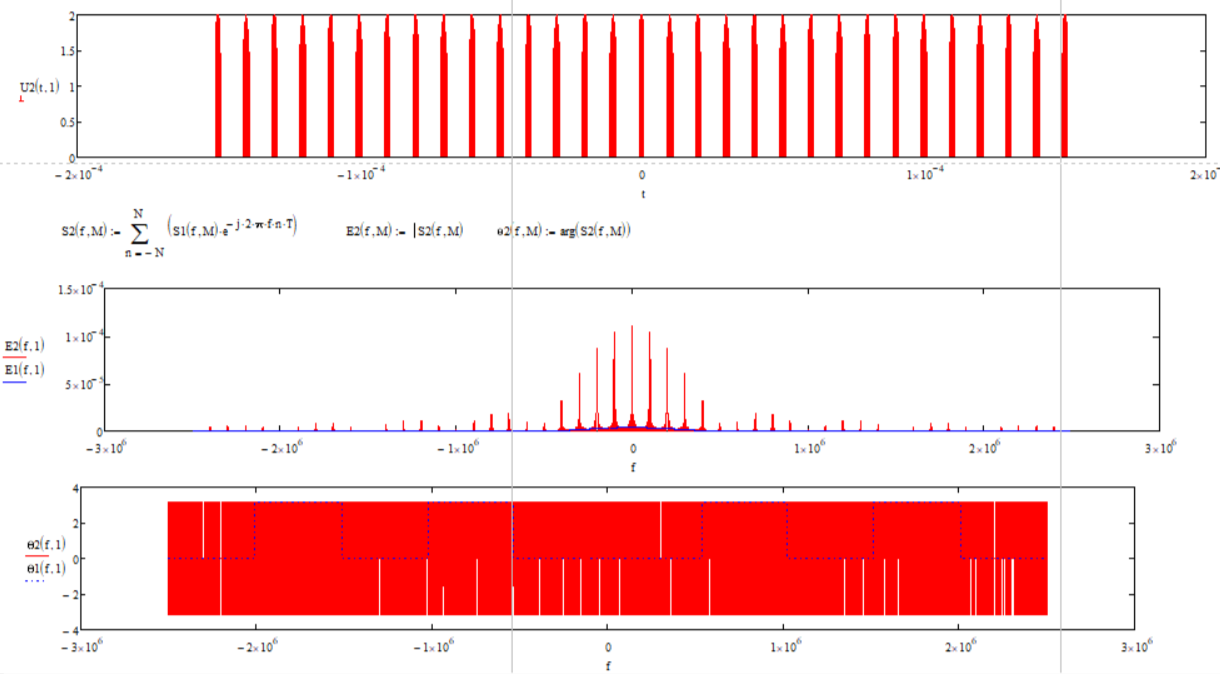 2
1.5
U2(t,1) 1
0.5
0
−2×10⁻⁴ −1×10⁻⁴ 0 1×10⁻⁴ 2×10⁻
t
S2(f,M) := ∑ (n = −N to N) (S1(f,M)·e^(−j·2·π·f·n·T)) E2(f,M) := |S2(f,M) θ2(f,M) := arg(S2(f,M))
1.5×10⁻⁴
1×10⁻⁴
E2(f,1)
E1(f,1)
5×10⁻⁵
0
−3×10⁶ −2×10⁶ −1×10⁶ 0 1×10⁶ 2×10⁶ 3×10⁶
f
4
2
θ2(f,1)
0
θ1(f,1)
−2
−4
−3×10⁶ −2×10⁶ −1×10⁶ 0 1×10⁶ 2×10⁶ 3×10⁶
f